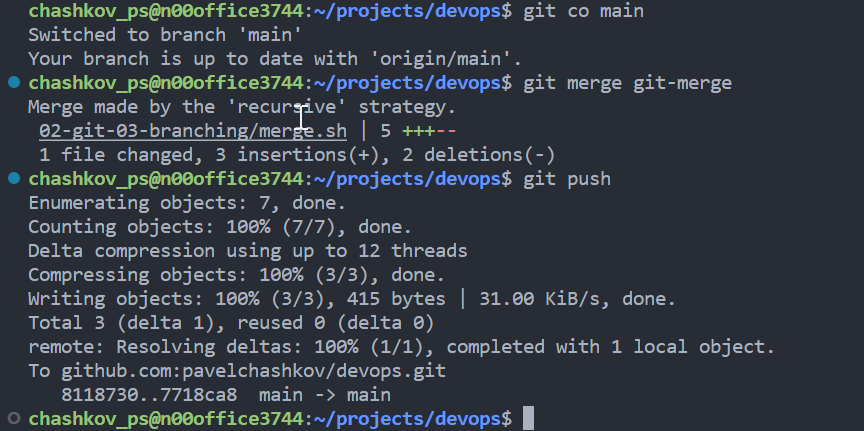 chashkov_ps@n00office3744:~/projects/devops$ git co main
Switched to branch 'main'
Your branch is up to date with 'origin/main'.
chashkov_ps@n00office3744:~/projects/devops$ git merge git-merge
Merge made by the 'recursive' strategy.
 02-git-03-branching/merge.sh | 5 +++--
 1 file changed, 3 insertions(+), 2 deletions(-)
chashkov_ps@n00office3744:~/projects/devops$ git push
Enumerating objects: 7, done.
Counting objects: 100% (7/7), done.
Delta compression using up to 12 threads
Compressing objects: 100% (3/3), done.
Writing objects: 100% (3/3), 415 bytes | 31.00 KiB/s, done.
Total 3 (delta 1), reused 0 (delta 0)
remote: Resolving deltas: 100% (1/1), completed with 1 local object.
To github.com:pavelchashkov/devops.git
   8118730..7718ca8  main -> main
chashkov_ps@n00office3744:~/projects/devops$